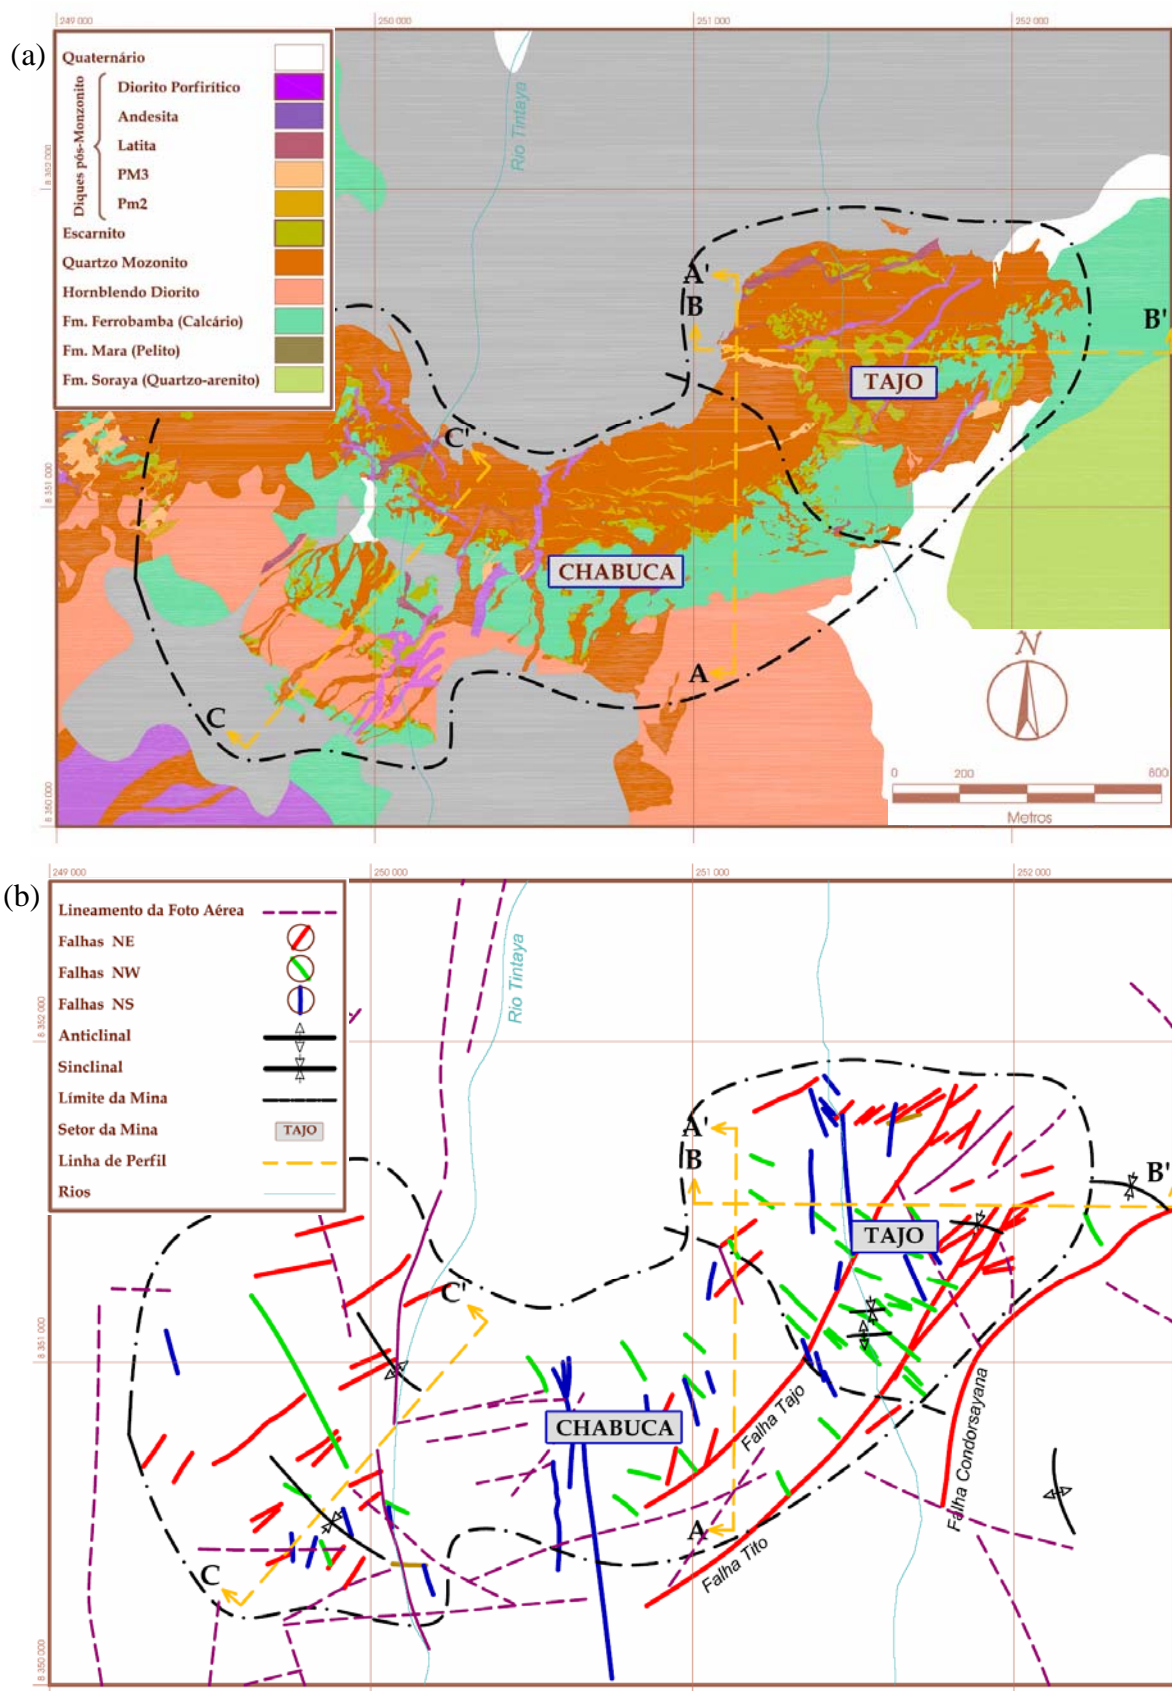 (a)
249 000
250 000
251 000
252 000
Quaternário
Diques pós-Monzonito
Diorito Porfirítico
Andesita
Latita
PM3
Pm2
Escarnito
Quartzo Mozonito
Hornblendo Diorito
Fm. Ferrobamba (Calcário)
Fm. Mara (Pelito)
Fm. Soraya (Quartzo-arenito)
8 352 000
8 351 000
8 350 000
Rio Tintaya
A'
B
B'
TAJO
C'
CHABUCA
A
C
N
0
200
600
Metros
(b)
249 000
250 000
251 000
252 000
Lineamento da Foto Aérea
Falhas NE
Falhas NW
Falhas NS
Anticlinal
Sinclinal
Límite da Mina
Setor da Mina
TAJO
Linha de Perfil
Rios
8 352 000
8 351 000
8 350 000
Rio Tintaya
A'
B
B'
TAJO
C'
CHABUCA
Falha Tajo
Falha Condorsayana
A
Falha Tito
C